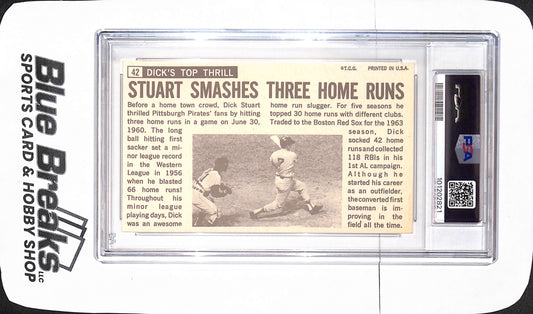 Blue Breaks LLC
SPORTS CARD & HOBBY SHOP
42 DICK'S TOP THRILL
©T.C.G. PRINTED IN U.S.A.
STUART SMASHES THREE HOME RUNS
Before a home town crowd, Dick Stuart
thrilled Pittsburgh Pirates' fans by hitting
three home runs in a game on June 30,
1960. The long
ball hitting first
sacker set a mi-
nor league record
in the Western
League in 1956
when he blasted
66 home runs!
Throughout his
minor league
playing days, Dick
was an awesome
home run slugger. For five seasons he
topped 30 home runs with different clubs.
Traded to the Boston Red Sox for the 1963
season, Dick
socked 42 home
runs and collected
118 RBIs in his
1st AL campaign.
Although he
started his career
as an outfielder,
the converted first
baseman is im-
proving in the
field all the time.
PSA
101202821